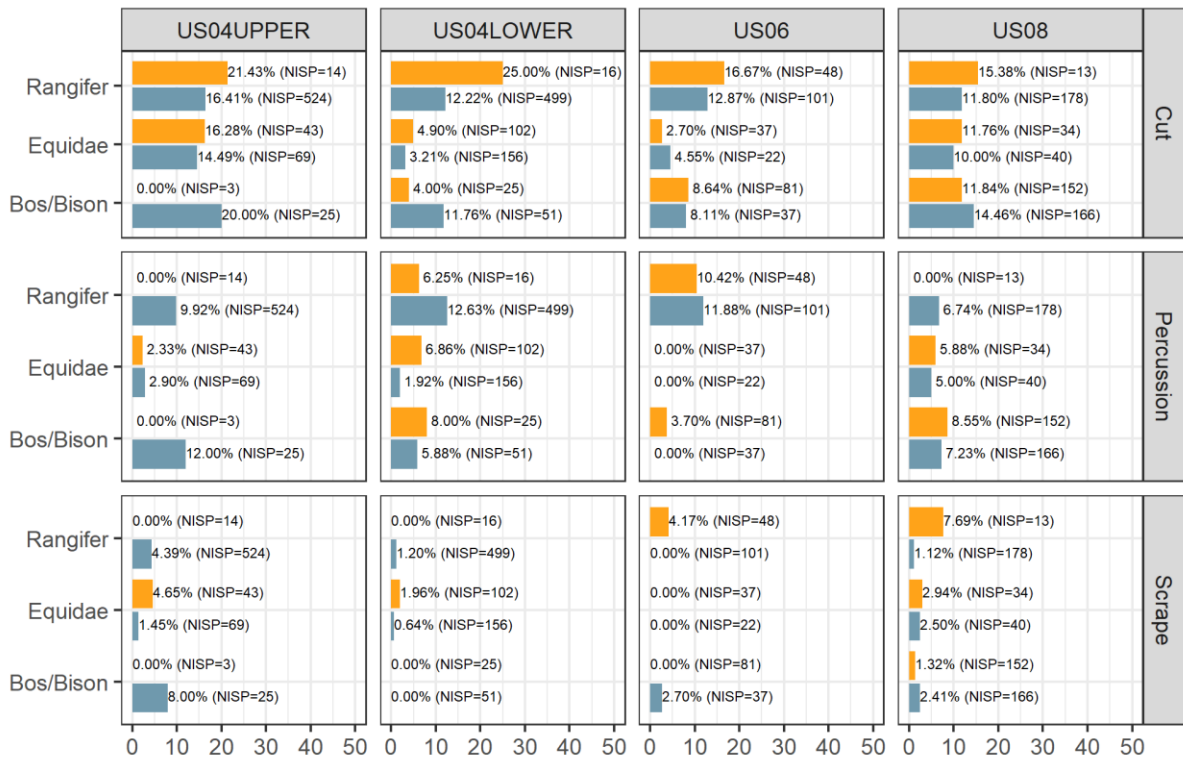 US04UPPER US04LOWER US06 US08
Cut
Rangifer
21.43% (NISP=14) 25.00% (NISP=16) 16.67% (NISP=48) 15.38% (NISP=13)
16.41% (NISP=524) 12.22% (NISP=499) 12.87% (NISP=101) 11.80% (NISP=178)
Equidae
16.28% (NISP=43) 4.90% (NISP=102) 2.70% (NISP=37) 11.76% (NISP=34)
14.49% (NISP=69) 3.21% (NISP=156) 4.55% (NISP=22) 10.00% (NISP=40)
Bos/Bison
0.00% (NISP=3) 4.00% (NISP=25) 8.64% (NISP=81) 11.84% (NISP=152)
20.00% (NISP=25) 11.76% (NISP=51) 8.11% (NISP=37) 14.46% (NISP=166)
Percussion
Rangifer
0.00% (NISP=14) 6.25% (NISP=16) 10.42% (NISP=48) 0.00% (NISP=13)
9.92% (NISP=524) 12.63% (NISP=499) 11.88% (NISP=101) 6.74% (NISP=178)
Equidae
2.33% (NISP=43) 6.86% (NISP=102) 0.00% (NISP=37) 5.88% (NISP=34)
2.90% (NISP=69) 1.92% (NISP=156) 0.00% (NISP=22) 5.00% (NISP=40)
Bos/Bison
0.00% (NISP=3) 8.00% (NISP=25) 3.70% (NISP=81) 8.55% (NISP=152)
12.00% (NISP=25) 5.88% (NISP=51) 0.00% (NISP=37) 7.23% (NISP=166)
Scrape
Rangifer
0.00% (NISP=14) 0.00% (NISP=16) 4.17% (NISP=48) 7.69% (NISP=13)
4.39% (NISP=524) 1.20% (NISP=499) 0.00% (NISP=101) 1.12% (NISP=178)
Equidae
4.65% (NISP=43) 1.96% (NISP=102) 0.00% (NISP=37) 2.94% (NISP=34)
1.45% (NISP=69) 0.64% (NISP=156) 0.00% (NISP=22) 2.50% (NISP=40)
Bos/Bison
0.00% (NISP=3) 0.00% (NISP=25) 0.00% (NISP=81) 1.32% (NISP=152)
8.00% (NISP=25) 0.00% (NISP=51) 2.70% (NISP=37) 2.41% (NISP=166)
0 10 20 30 40 50 0 10 20 30 40 50 0 10 20 30 40 50 0 10 20 30 40 50